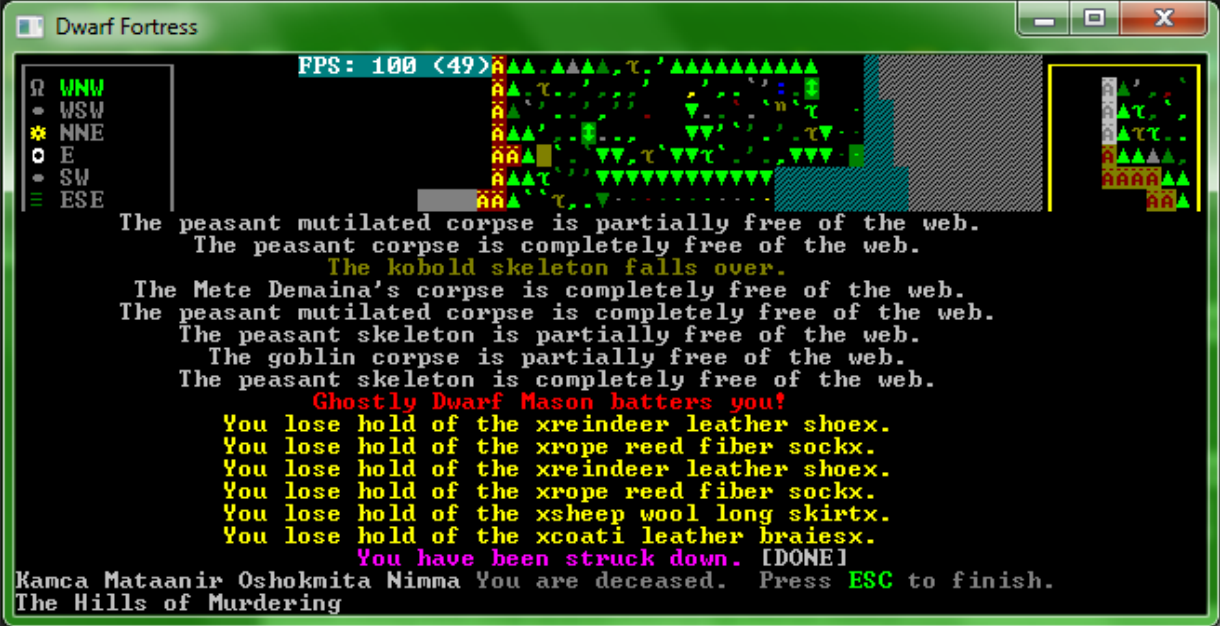 Dwarf Fortress
FPS: 100 (49)
WNW
WSW
NNE
E
SW
ESE
The peasant mutilated corpse is partially free of the web.
The peasant corpse is completely free of the web.
The kobold skeleton falls over.
The Mete Demaina's corpse is completely free of the web.
The peasant mutilated corpse is completely free of the web.
The peasant skeleton is partially free of the web.
The goblin corpse is partially free of the web.
The peasant skeleton is completely free of the web.
Ghostly Dwarf Mason batters you!
You lose hold of the xreindeer leather shoex.
You lose hold of the xrope reed fiber sockx.
You lose hold of the xreindeer leather shoex.
You lose hold of the xrope reed fiber sockx.
You lose hold of the xsheep wool long skirtx.
You lose hold of the xcoati leather braiesx.
You have been struck down. [DONE]
Kamca Mataanir Oshokmita Nimma You are deceased. Press ESC to finish.
The Hills of Murdering